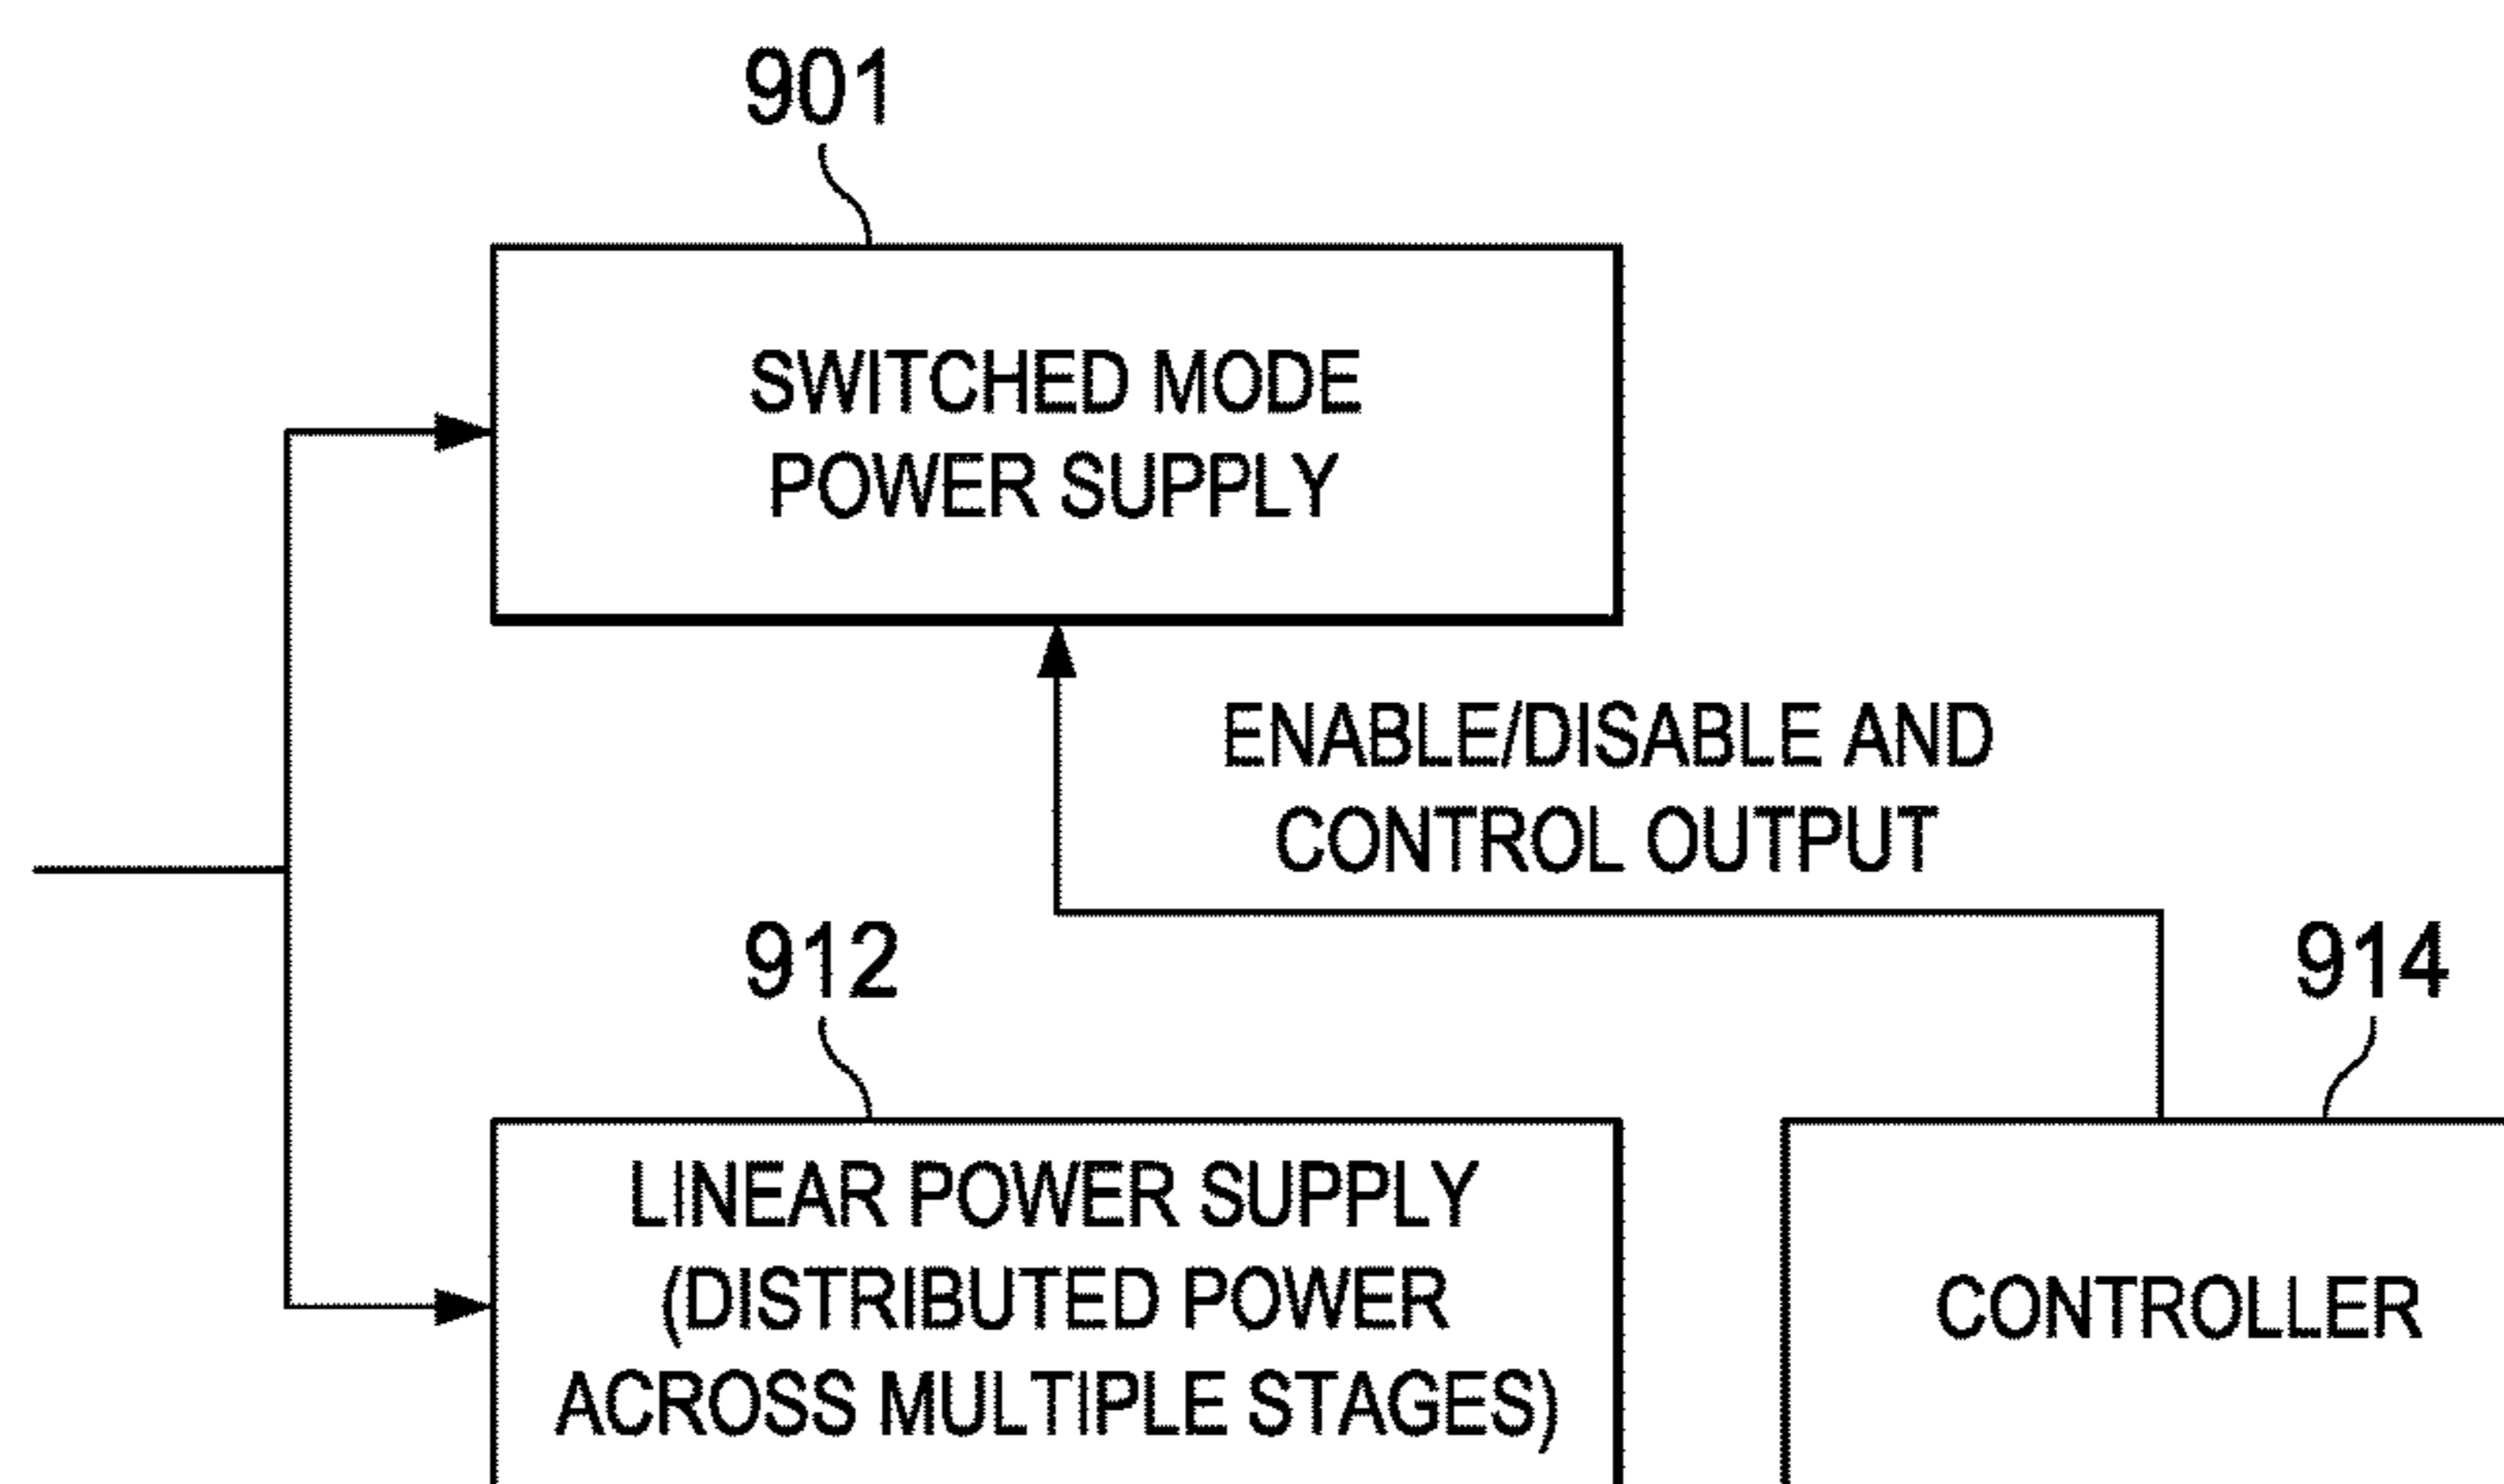 901
SWITCHED MODE
POWER SUPPLY
ENABLE/DISABLE AND
CONTROL OUTPUT
912
914
LINEAR POWER SUPPLY
(DISTRIBUTED POWER
ACROSS MULTIPLE STAGES)
CONTROLLER